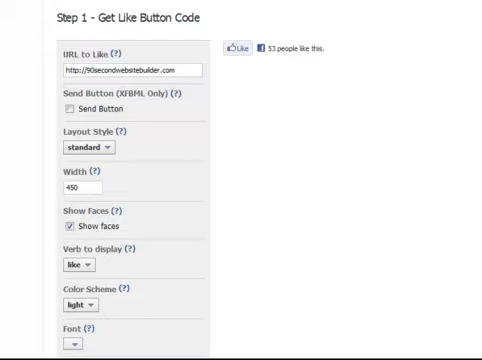 Step 1 - Get Like Button Code
URL to Like (?)
http://90secondwebsitebuilder.com
Like 53 people like this.
Send Button (XFBML Only) (?)
Send Button
Layout Style (?)
standard
Width (?)
450
Show Faces (?)
Show faces
Verb to display (?)
like
Color Scheme (?)
light
Font (?)